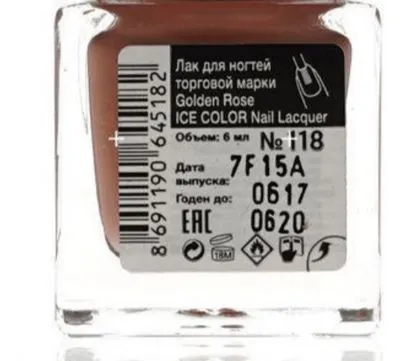 8 691190 645182
Лак для ногтей
торговой марки
Golden Rose
ICE COLOR Nail Lacquer
Объем: 6 мл № 118
Дата выпуска: 7F15A
Годен до: 0617
EAC 0620
18M